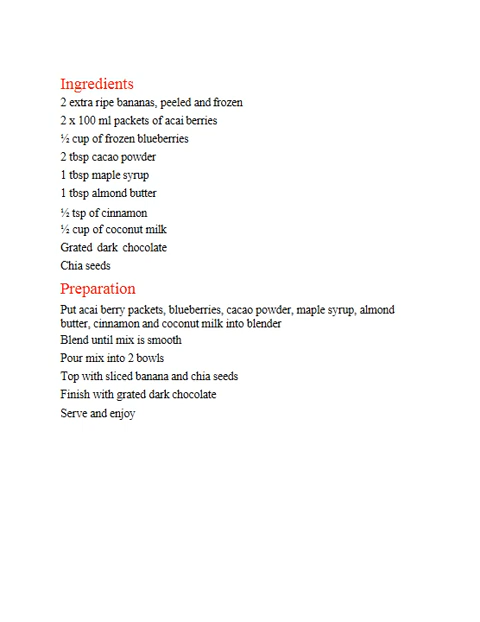 Ingredients
2 extra ripe bananas, peeled and frozen
2 x 100 ml packets of acai berries
½ cup of frozen blueberries
2 tbsp cacao powder
1 tbsp maple syrup
1 tbsp almond butter
½ tsp of cinnamon
½ cup of coconut milk
Grated dark chocolate
Chia seeds
Preparation
Put acai berry packets, blueberries, cacao powder, maple syrup, almond
butter, cinnamon and coconut milk into blender
Blend until mix is smooth
Pour mix into 2 bowls
Top with sliced banana and chia seeds
Finish with grated dark chocolate
Serve and enjoy